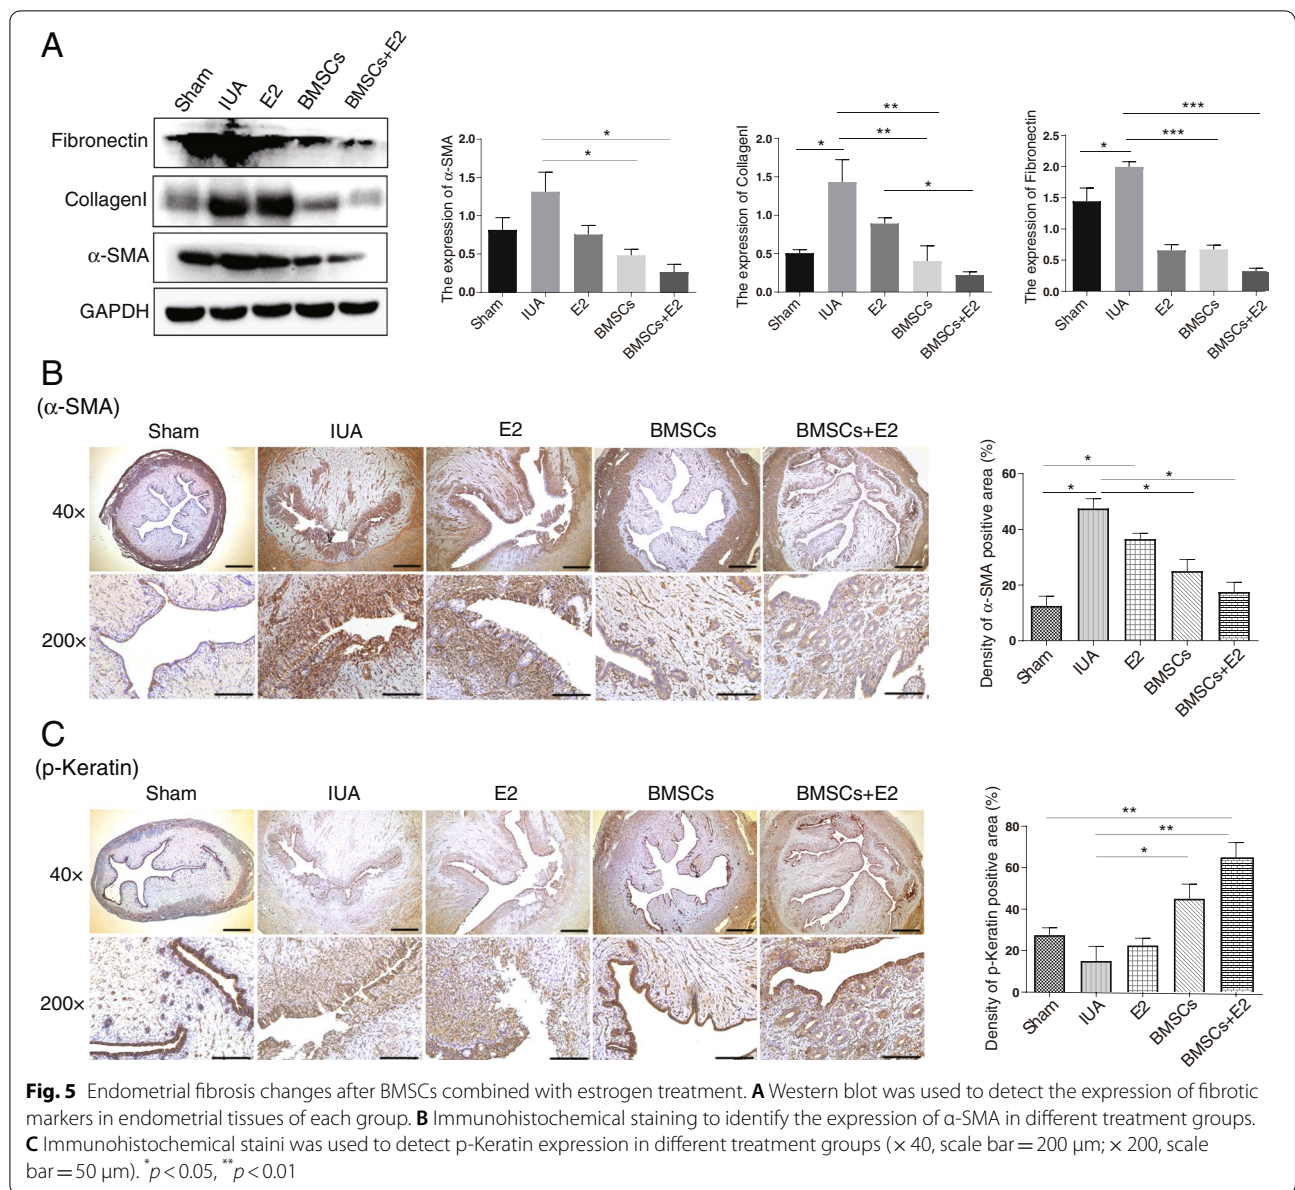 A
Sham
IUA
E2
BMSCs
BMSCs+E2
Fibronectin
CollagenI
α-SMA
GAPDH
The expression of α-SMA
2.0
1.5
1.0
0.5
0.0
*
*
Sham
IUA
E2
BMSCs
BMSCs+E2
The expression of CollagenI
2.0
1.5
1.0
0.5
0.0
**
**
*
*
Sham
IUA
E2
BMSCs
BMSCs+E2
The expression of Fibronectin
2.5
2.0
1.5
1.0
0.5
0.0
***
***
*
Sham
IUA
E2
BMSCs
BMSCs+E2
B
(α-SMA)
Sham
IUA
E2
BMSCs
BMSCs+E2
40×
200×
Density of α-SMA positive area (%)
60
40
20
0
*
*
*
*
Sham
IUA
E2
BMSCs
BMSCs+E2
C
(p-Keratin)
Sham
IUA
E2
BMSCs
BMSCs+E2
40×
200×
Density of p-Keratin positive area (%)
80
60
40
20
0
**
**
*
Sham
IUA
E2
BMSCs
BMSCs+E2
Fig. 5 Endometrial fibrosis changes after BMSCs combined with estrogen treatment. A Western blot was used to detect the expression of fibrotic
markers in endometrial tissues of each group. B Immunohistochemical staining to identify the expression of α-SMA in different treatment groups.
C Immunohistochemical staini was used to detect p-Keratin expression in different treatment groups (× 40, scale bar = 200 μm; × 200, scale
bar = 50 μm). *p < 0.05, **p < 0.01